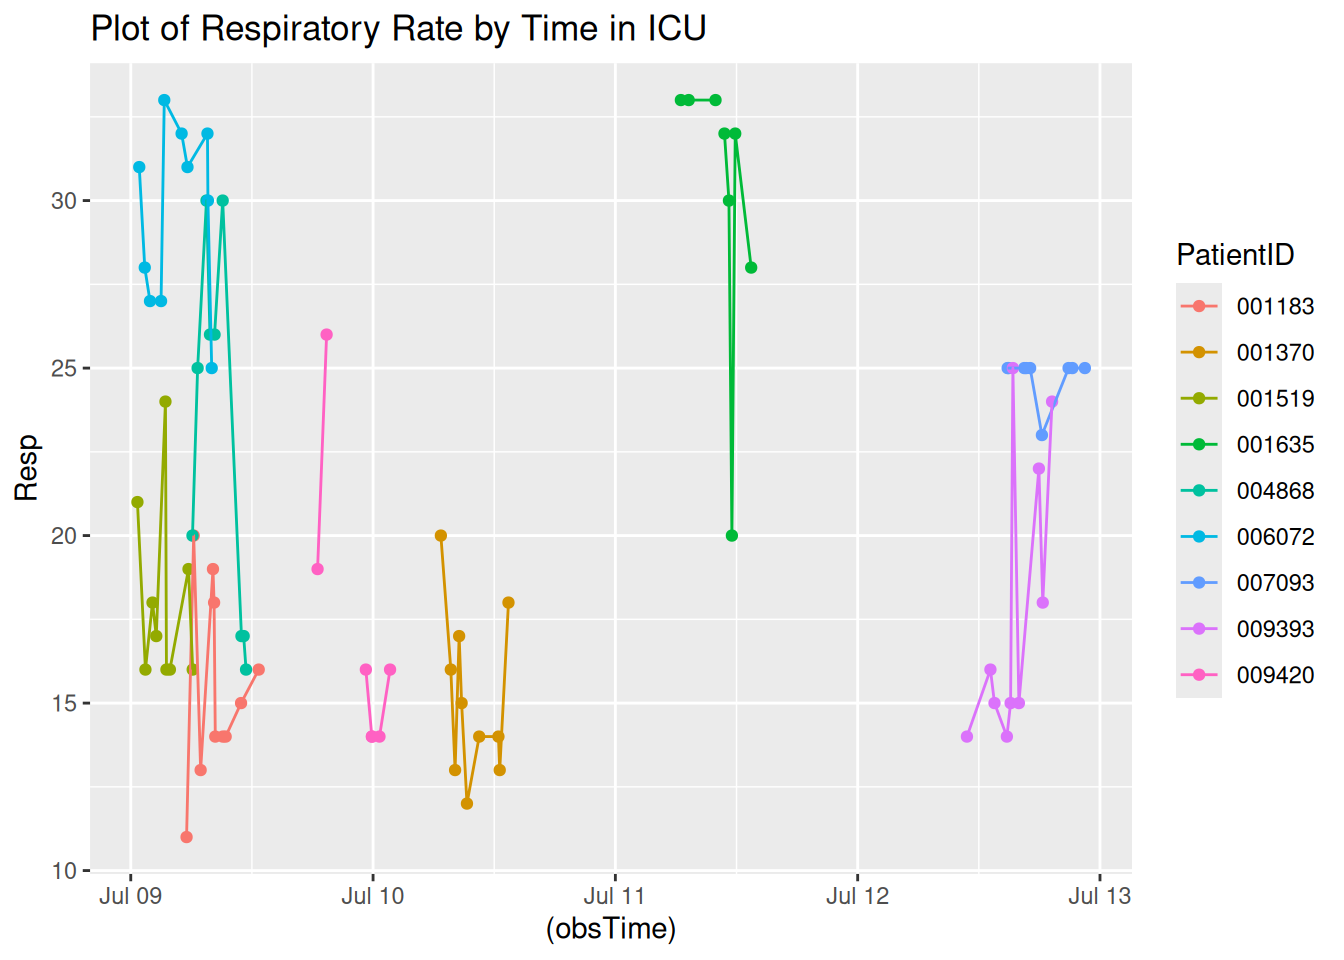 Plot of Respiratory Rate by Time in ICU
30
25
20
15
10
Resp
Jul 09
Jul 10
Jul 11
Jul 12
Jul 13
(obsTime)
PatientID
001183
001370
001519
001635
004868
006072
007093
009393
009420